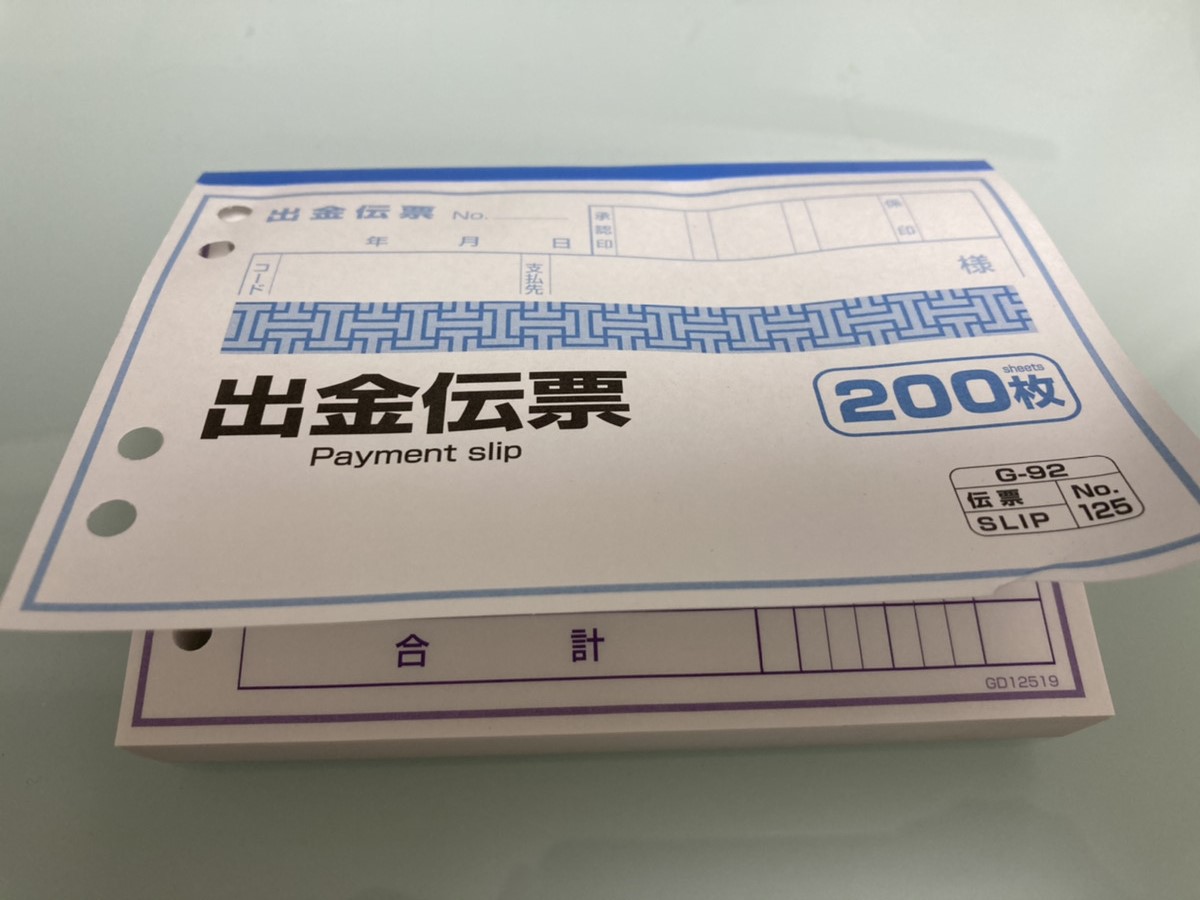 出金伝票 No.
承認印
係印
年 月 日
コード
支払先
様
出金伝票
Payment slip
200枚
sheets
G-92
伝票
SLIP
No.
125
合計
GD12519